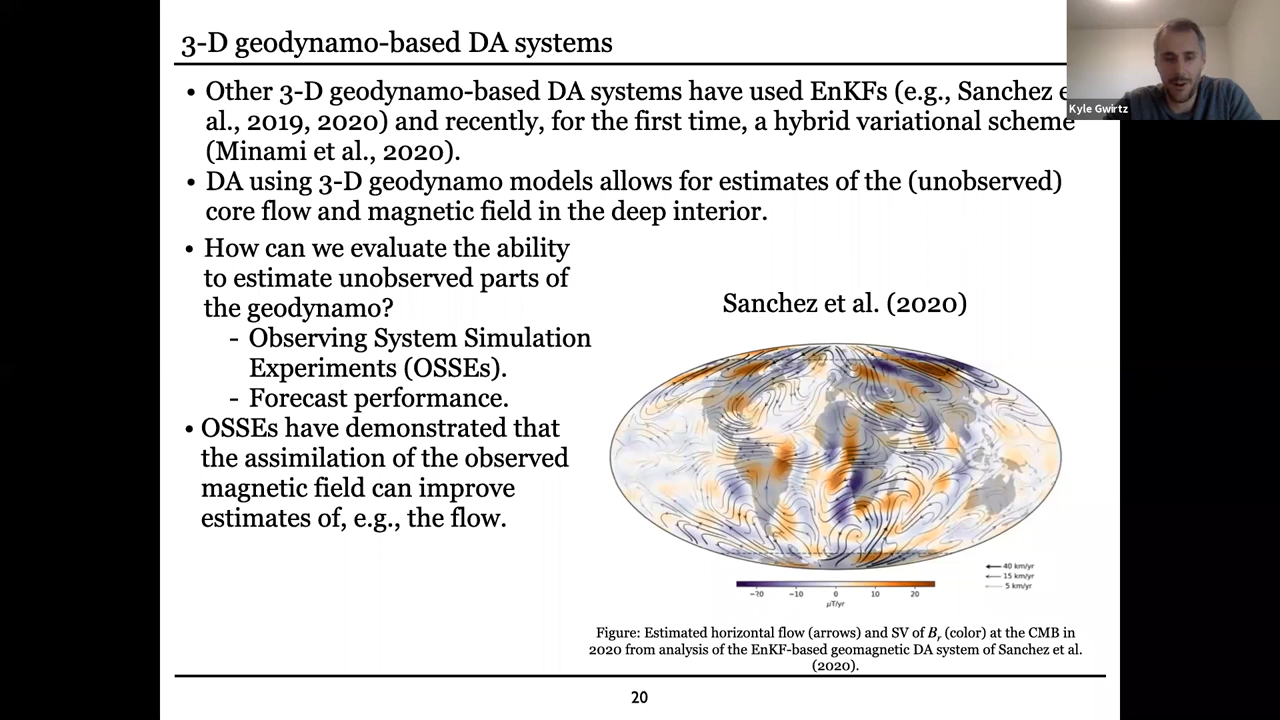 3-D geodynamo-based DA systems
• Other 3-D geodynamo-based DA systems have used EnKFs (e.g., Sanchez
al., 2019, 2020) and recently, for the first time, a hybrid variational scheme
(Minami et al., 2020).
• DA using 3-D geodynamo models allows for estimates of the (unobserved)
core flow and magnetic field in the deep interior.
• How can we evaluate the ability
to estimate unobserved parts of
the geodynamo?
- Observing System Simulation
Experiments (OSSEs).
- Forecast performance.
• OSSEs have demonstrated that
the assimilation of the observed
magnetic field can improve
estimates of, e.g., the flow.
Kyle Gwirtz
Sanchez et al. (2020)
40 km/yr
15 km/yr
5 km/yr
−20 −10 0 10 20
μT/yr
Figure: Estimated horizontal flow (arrows) and SV of Br (color) at the CMB in
2020 from analysis of the EnKF-based geomagnetic DA system of Sanchez et al.
(2020).
20